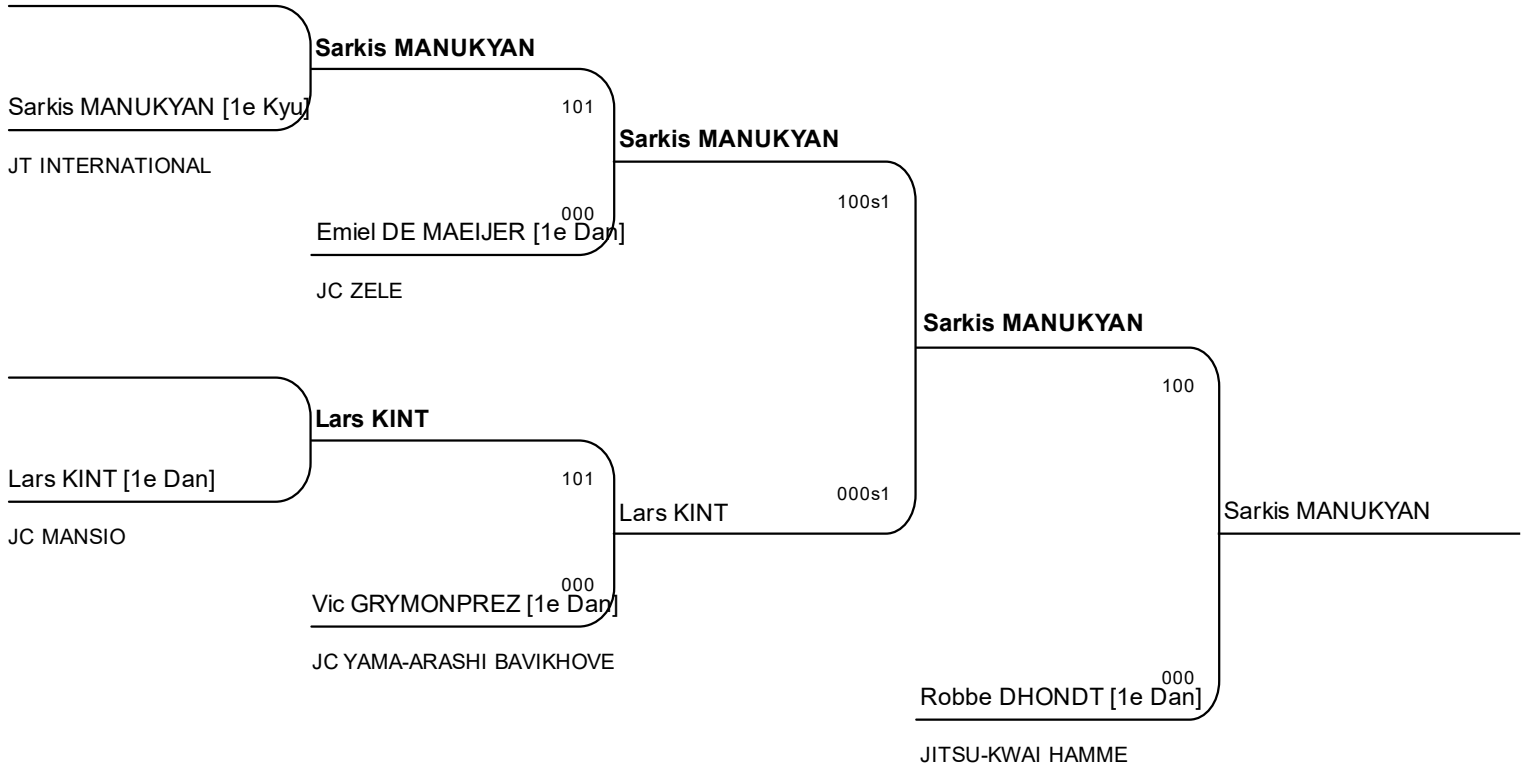 Sarkis MANUKYAN
Sarkis MANUKYAN [1e Kyu]
101
Sarkis MANUKYAN
JT INTERNATIONAL
100s1
000
Emiel DE MAEIJER [1e Dan]
JC ZELE
Sarkis MANUKYAN
100
Lars KINT
Lars KINT [1e Dan]
101
000s1
Lars KINT
Sarkis MANUKYAN
JC MANSIO
000
Vic GRYMONPREZ [1e Dan]
JC YAMA-ARASHI BAVIKHOVE
000
Robbe DHONDT [1e Dan]
JITSU-KWAI HAMME